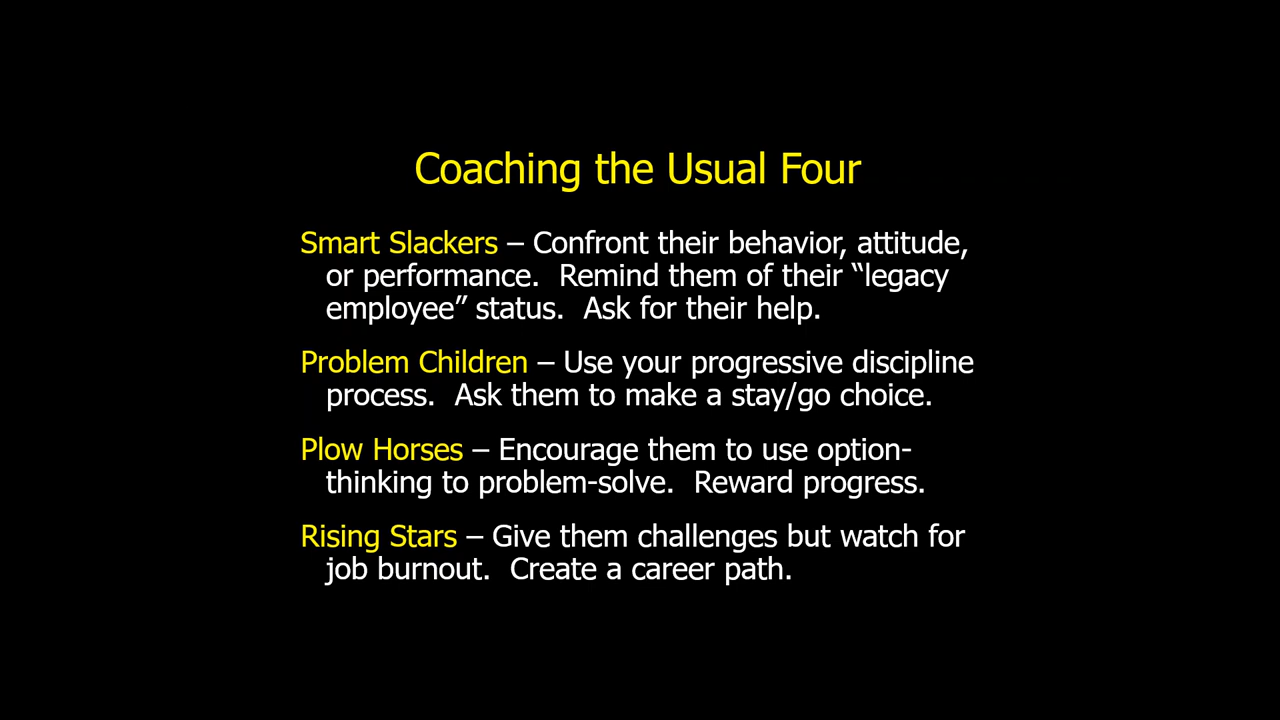 Coaching the Usual Four
Smart Slackers – Confront their behavior, attitude,
or performance.  Remind them of their “legacy
employee” status.  Ask for their help.
Problem Children – Use your progressive discipline
process.  Ask them to make a stay/go choice.
Plow Horses – Encourage them to use option-
thinking to problem-solve.  Reward progress.
Rising Stars – Give them challenges but watch for
job burnout.  Create a career path.